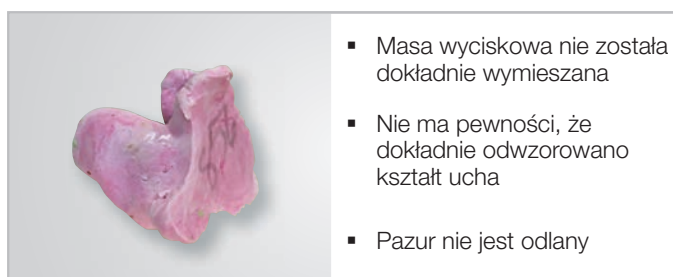 ▪ Masa wyciskowa nie została
dokładnie wymieszana
▪ Nie ma pewności, że
dokładnie odwzorowano
kształt ucha
▪ Pazur nie jest odlany